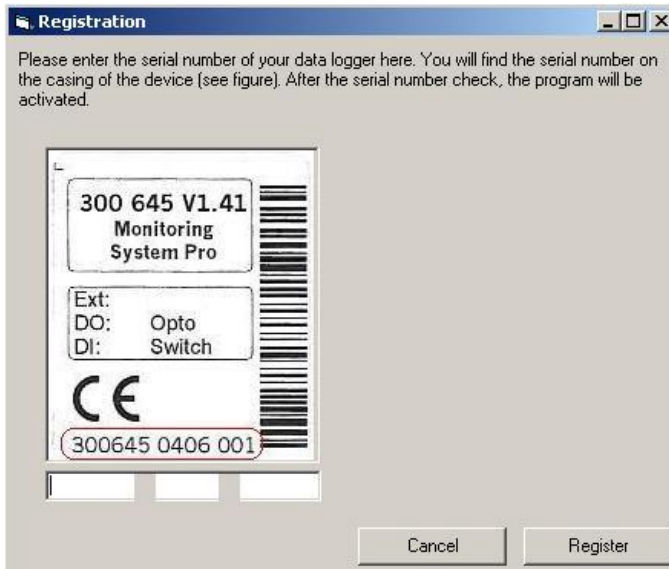 Registration
Please enter the serial number of your data logger here. You will find the serial number on
the casing of the device (see figure). After the serial number check, the program will be
activated.
300 645 V1.41
Monitoring
System Pro
Ext:
DO: Opto
DI: Switch
CE
300645 0406 001
Cancel Register